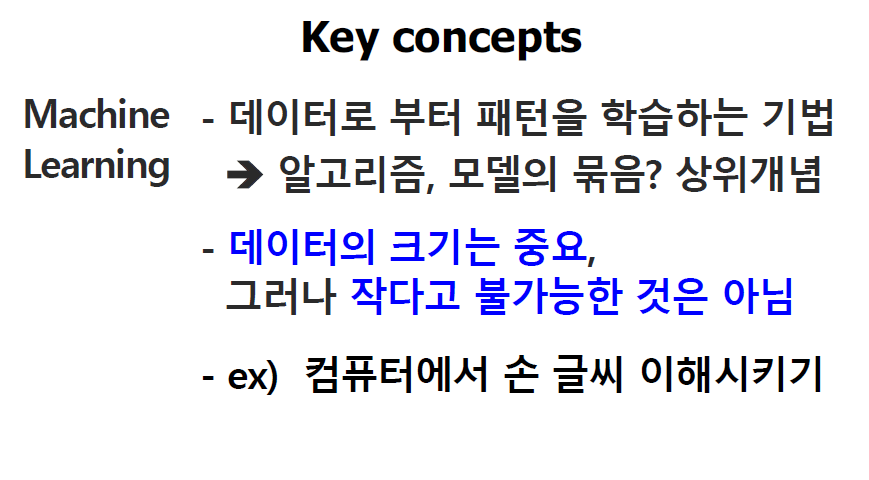 Key concepts
Machine
Learning
- 데이터로 부터 패턴을 학습하는 기법
➔ 알고리즘, 모델의 묶음? 상위개념
- 데이터의 크기는 중요,
그러나 작다고 불가능한 것은 아님
- ex) 컴퓨터에서 손 글씨 이해시키기